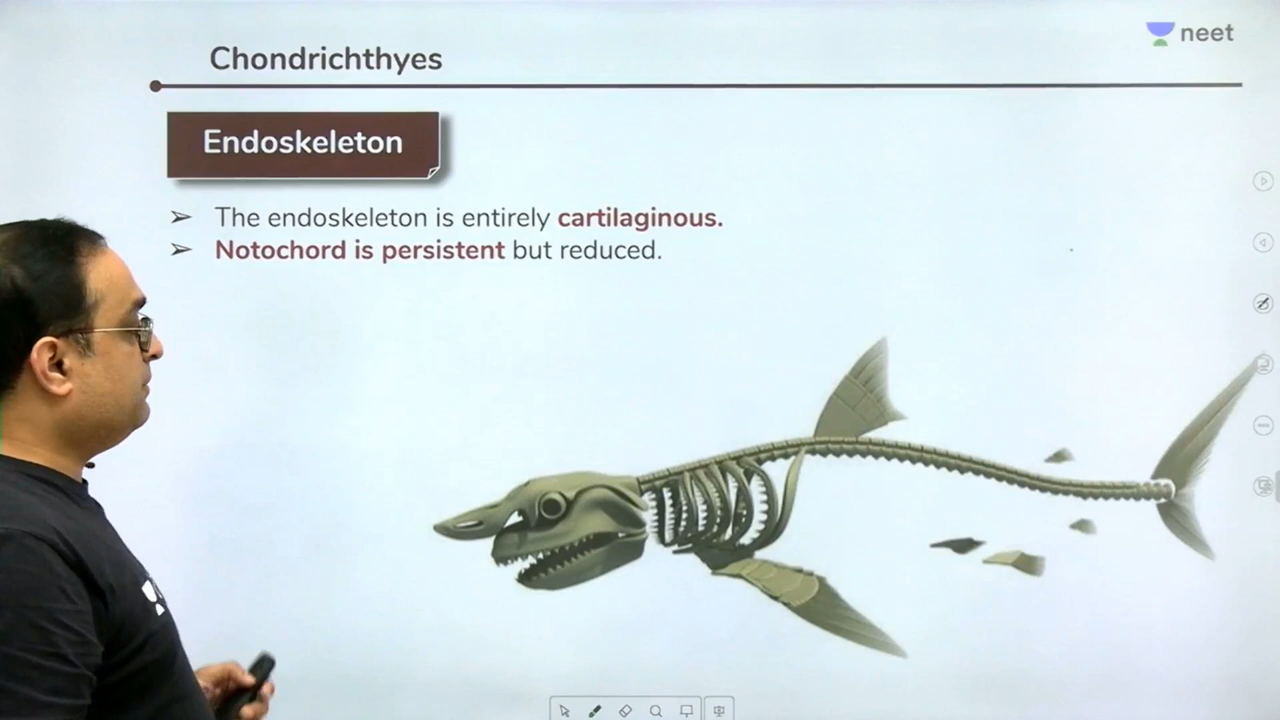 neet
Chondrichthyes
Endoskeleton
➢ The endoskeleton is entirely cartilaginous.
➢ Notochord is persistent but reduced.